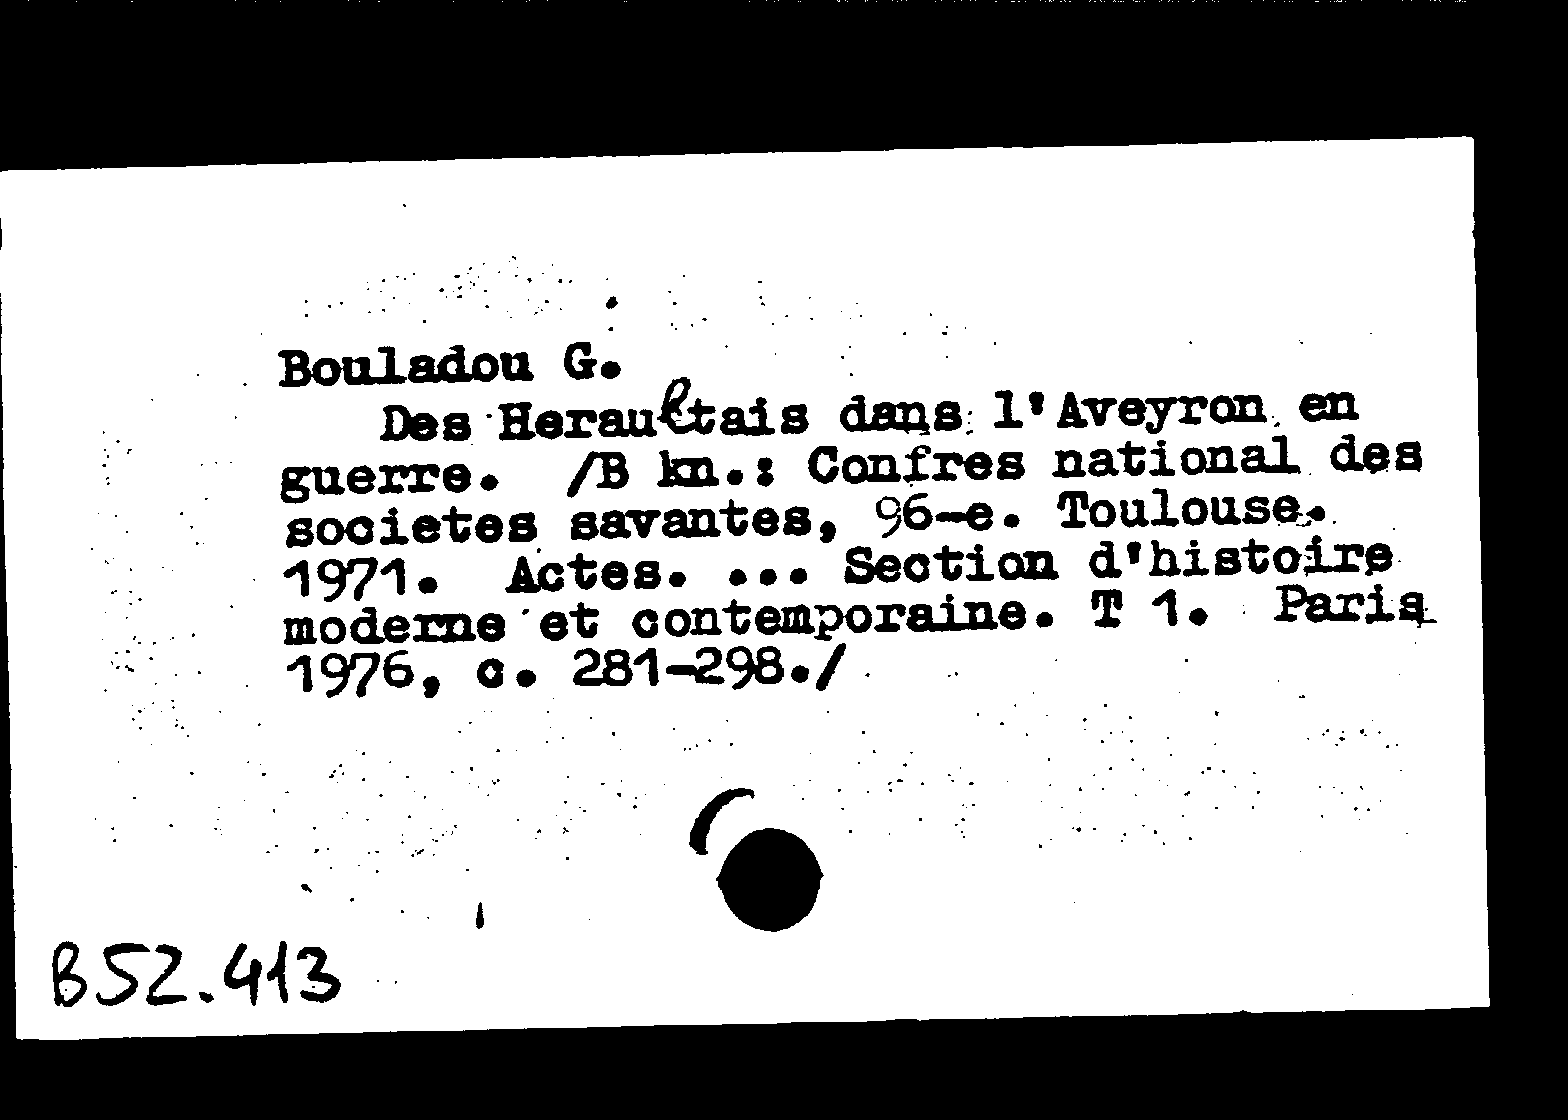 Bouladou G.
Des Heraultais dans l'Aveyron en
guerre. /В kn.: Confres national des
societes savantes, 96-e. Toulouse.
1971. Actes. ... Section d'histoire
moderne et contemporaine. T 1. Paris
1976, c. 281-298./
B52.413